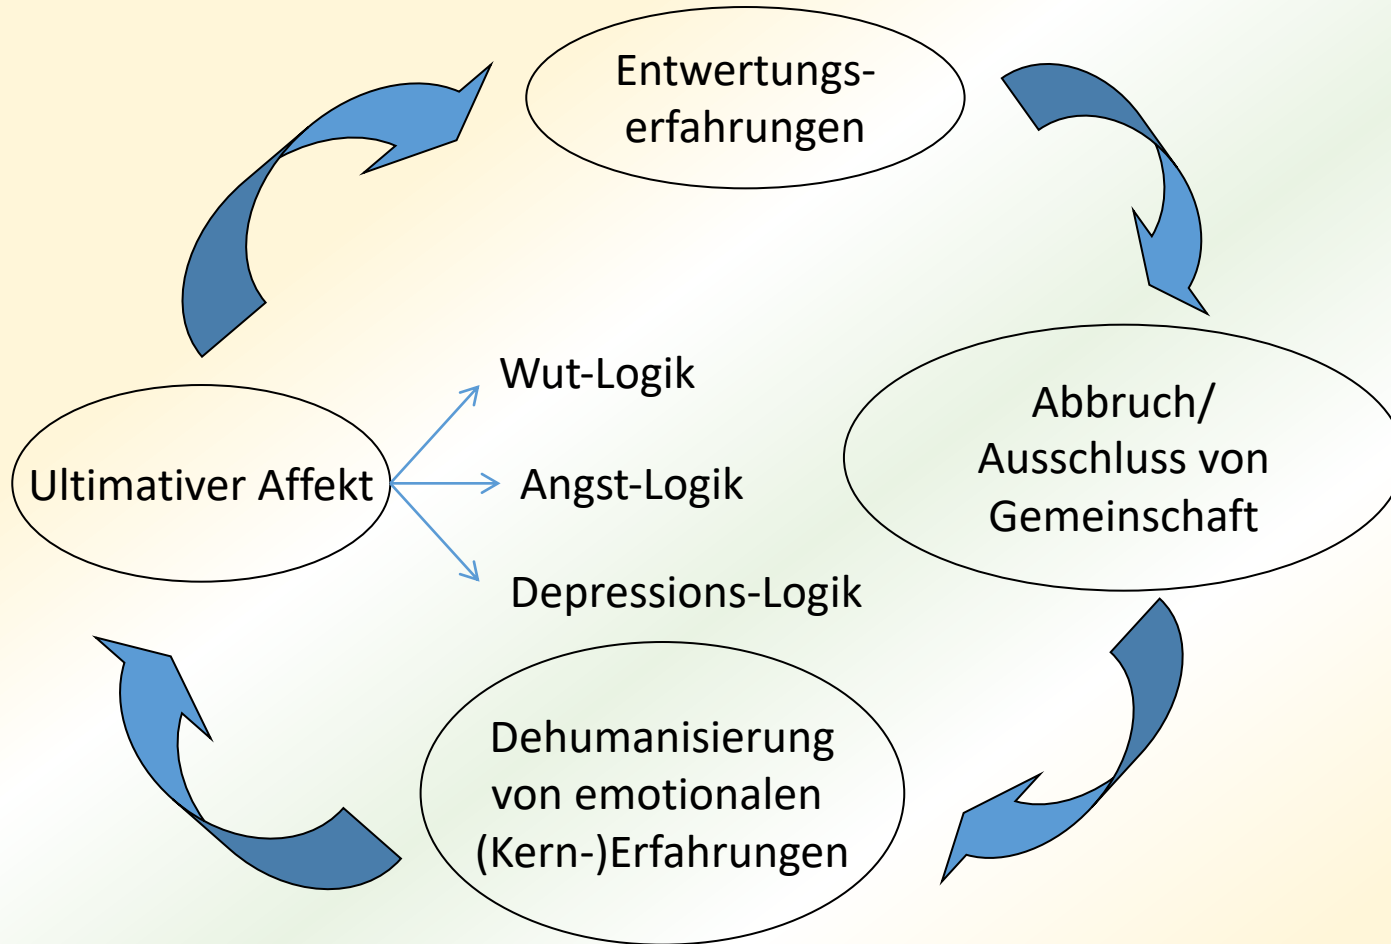 Entwertungs-
erfahrungen
Wut-Logik
Abbruch/
Ausschluss von
Gemeinschaft
Ultimativer Affekt
Angst-Logik
Depressions-Logik
Dehumanisierung
von emotionalen
(Kern-)Erfahrungen